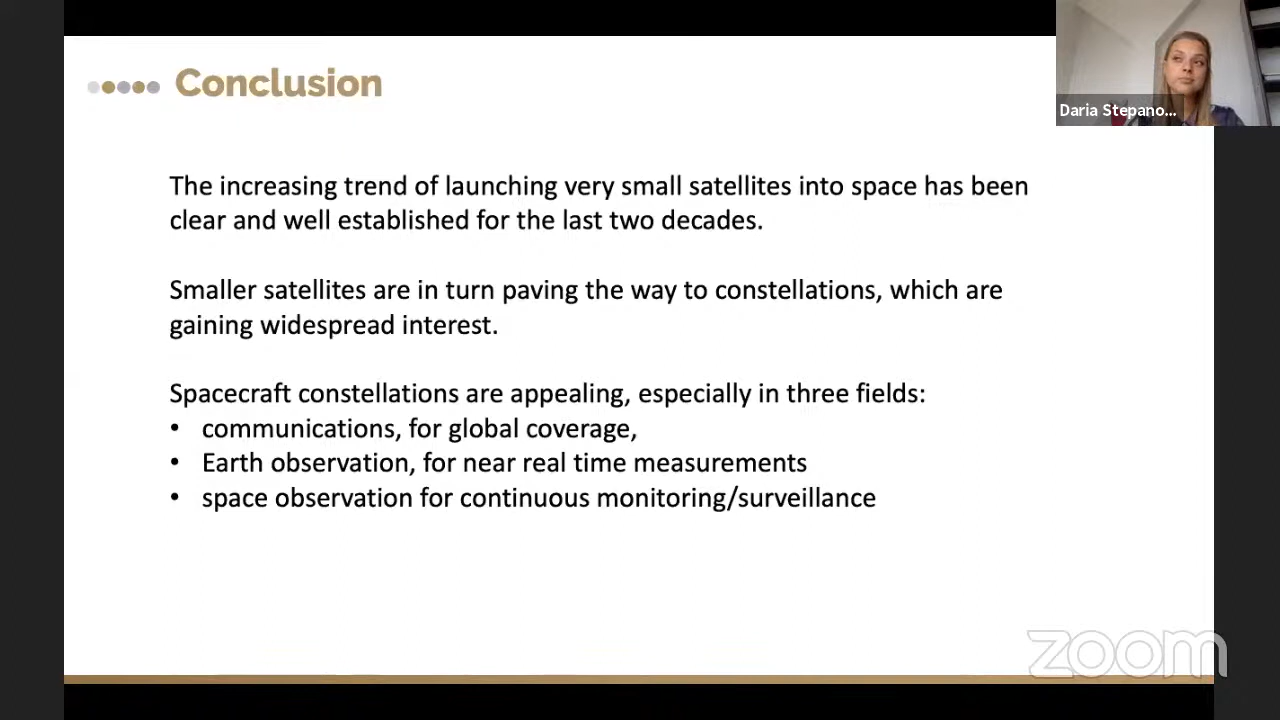 Conclusion
Daria Stepano...
The increasing trend of launching very small satellites into space has been
clear and well established for the last two decades.
Smaller satellites are in turn paving the way to constellations, which are
gaining widespread interest.
Spacecraft constellations are appealing, especially in three fields:
• communications, for global coverage,
• Earth observation, for near real time measurements
• space observation for continuous monitoring/surveillance
zoom